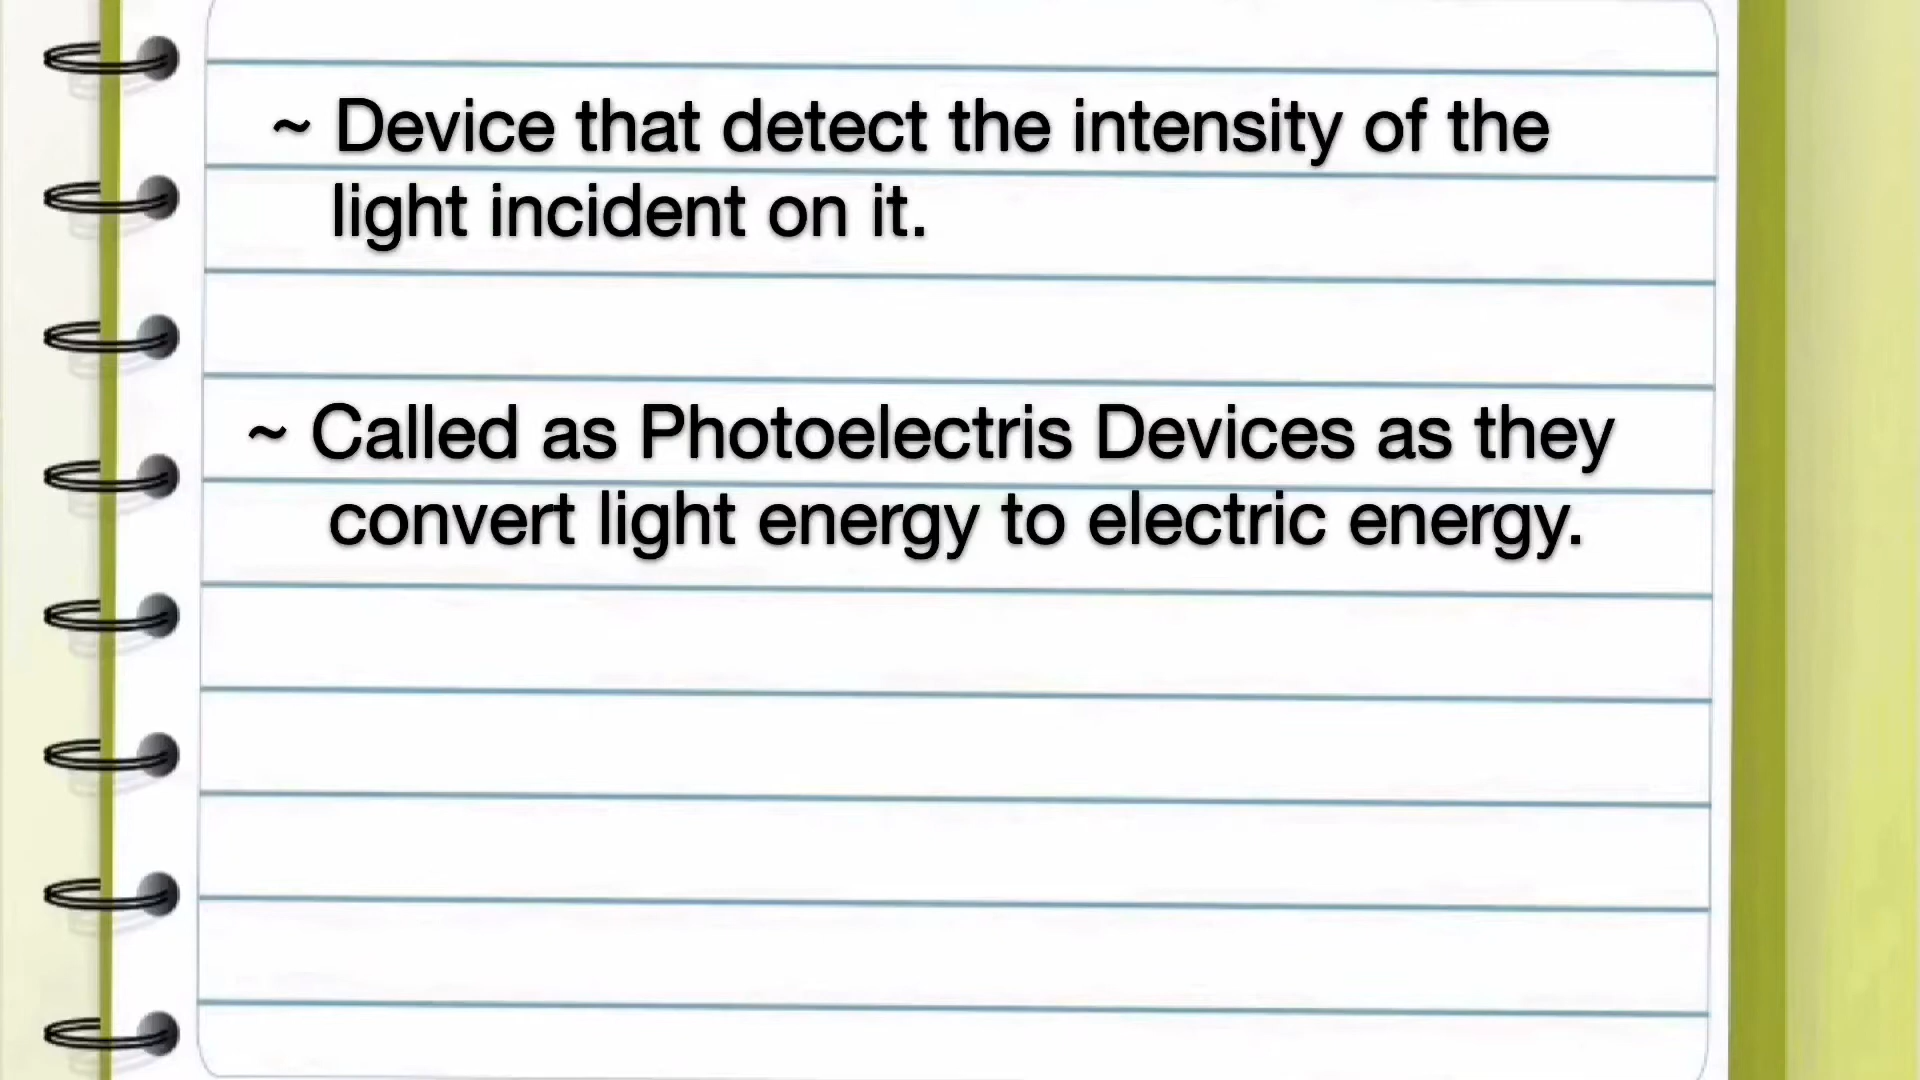 ~ Device that detect the intensity of the
light incident on it.
~ Called as Photoelectris Devices as they
convert light energy to electric energy.